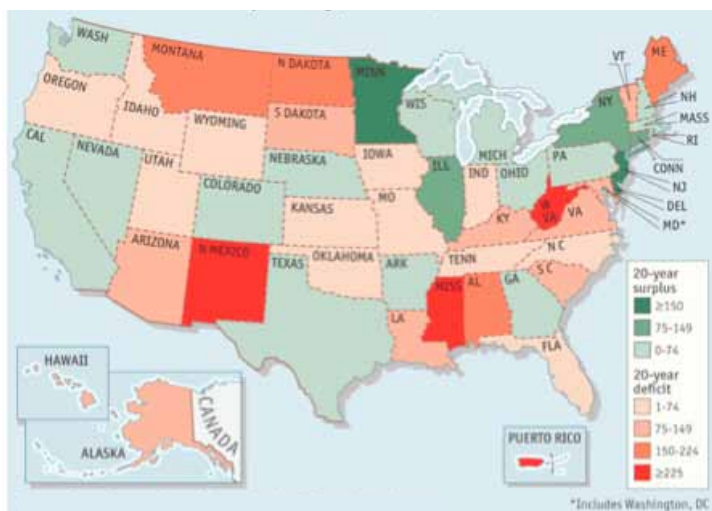 WASH
MONTANA
N DAKOTA
MINN
VT
ME
OREGON
IDAHO
WYOMING
S DAKOTA
WIS
NY
NH
MASS
RI
CAL
NEVADA
UTAH
NEBRASKA
IOWA
ILL
MICH
IND
OHIO
PA
CONN
NJ
DEL
MD*
COLORADO
KANSAS
MO
KY
W
VA
VA
ARIZONA
N MEXICO
TEXAS
OKLAHOMA
ARK
TENN
N C
S C
MISS
AL
GA
LA
FLA
HAWAII
ALASKA
CANADA
PUERTO RICO
20-year
surplus
≥150
75-149
0-74
20-year
deficit
1-74
75-149
150-224
≥225
*Includes Washington, DC